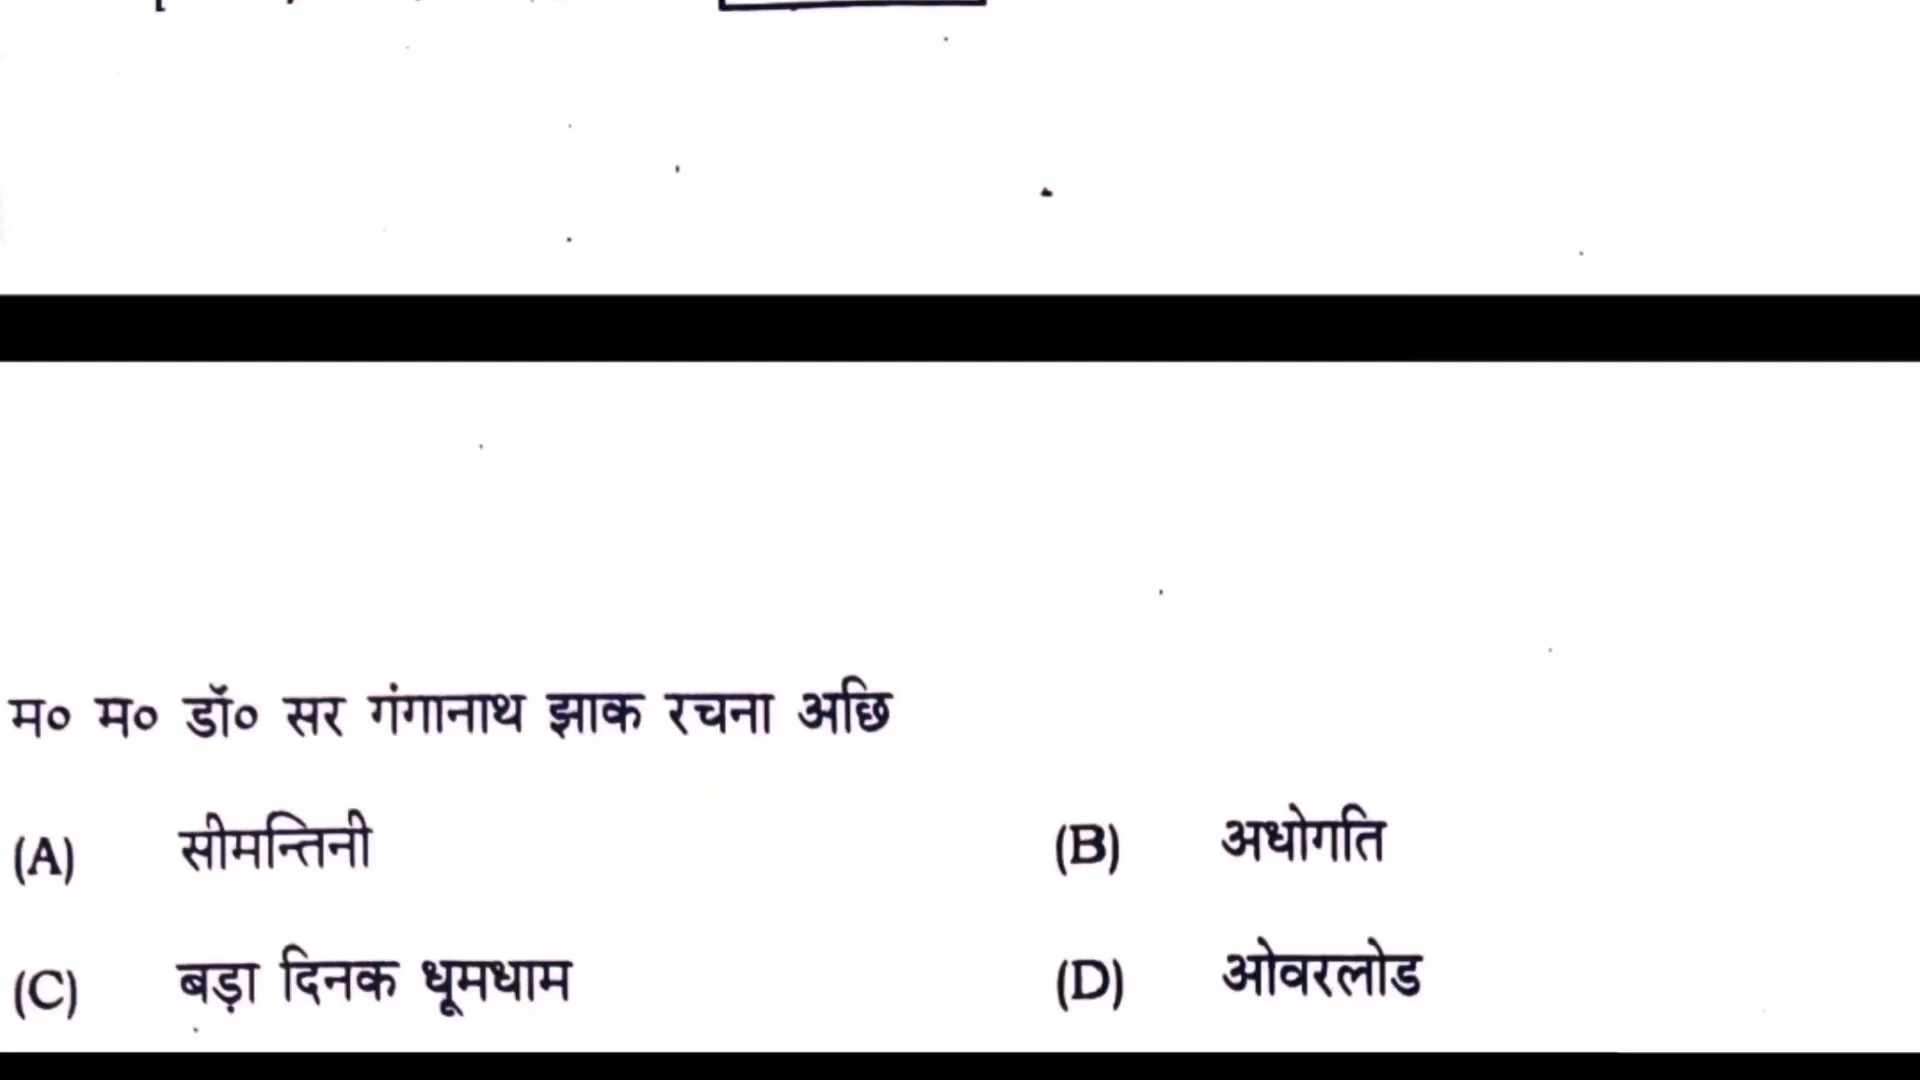 म० म० डॉ० सर गंगानाथ झाक रचना अछि
(A) सीमन्तिनी (B) अधोगति
(C) बड़ा दिनक धूमधाम (D) ओवरलोड